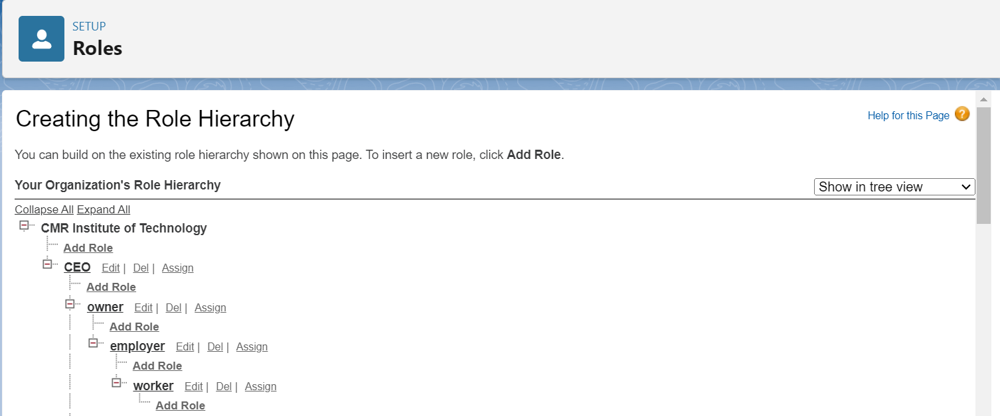 SETUP
Roles
Creating the Role Hierarchy
Help for this Page ?
You can build on the existing role hierarchy shown on this page. To insert a new role, click Add Role.
Your Organization's Role Hierarchy
Show in tree view
Collapse All Expand All
CMR Institute of Technology
Add Role
CEO Edit | Del | Assign
Add Role
owner Edit | Del | Assign
Add Role
employer Edit | Del | Assign
Add Role
worker Edit | Del | Assign
Add Role